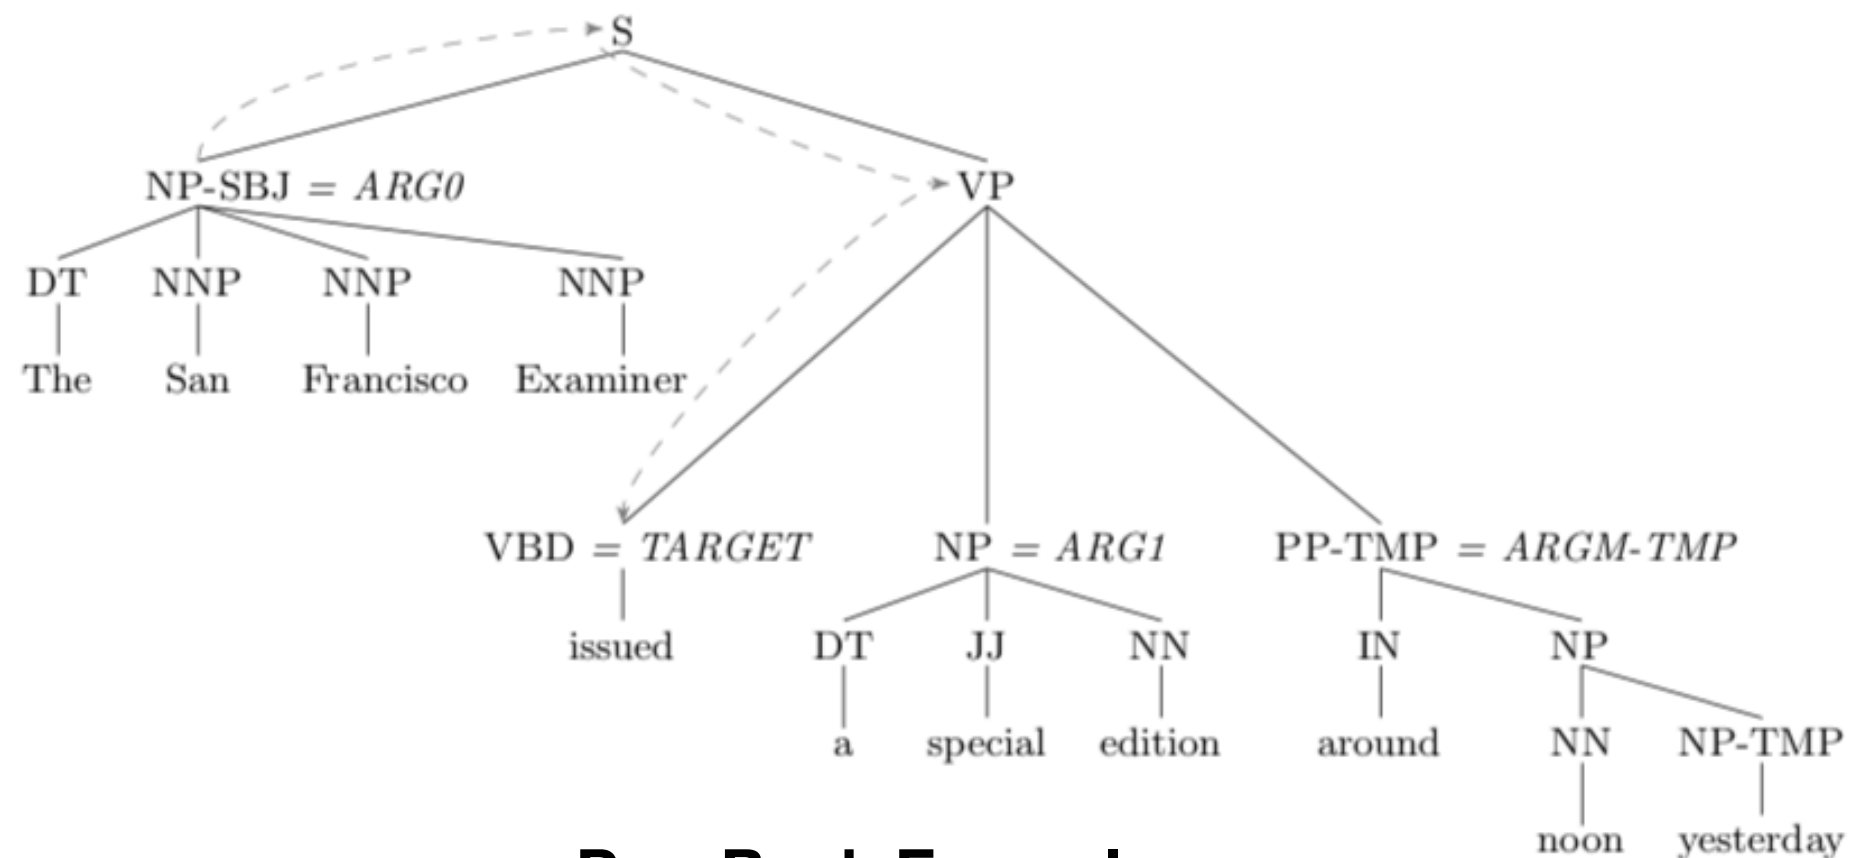 S
NP-SBJ = ARG0 VP
DT NNP NNP NNP
The San Francisco Examiner
VBD = TARGET NP = ARG1 PP-TMP = ARGM-TMP
issued DT JJ NN IN NP
a special edition around NN NP-TMP
noon yesterday